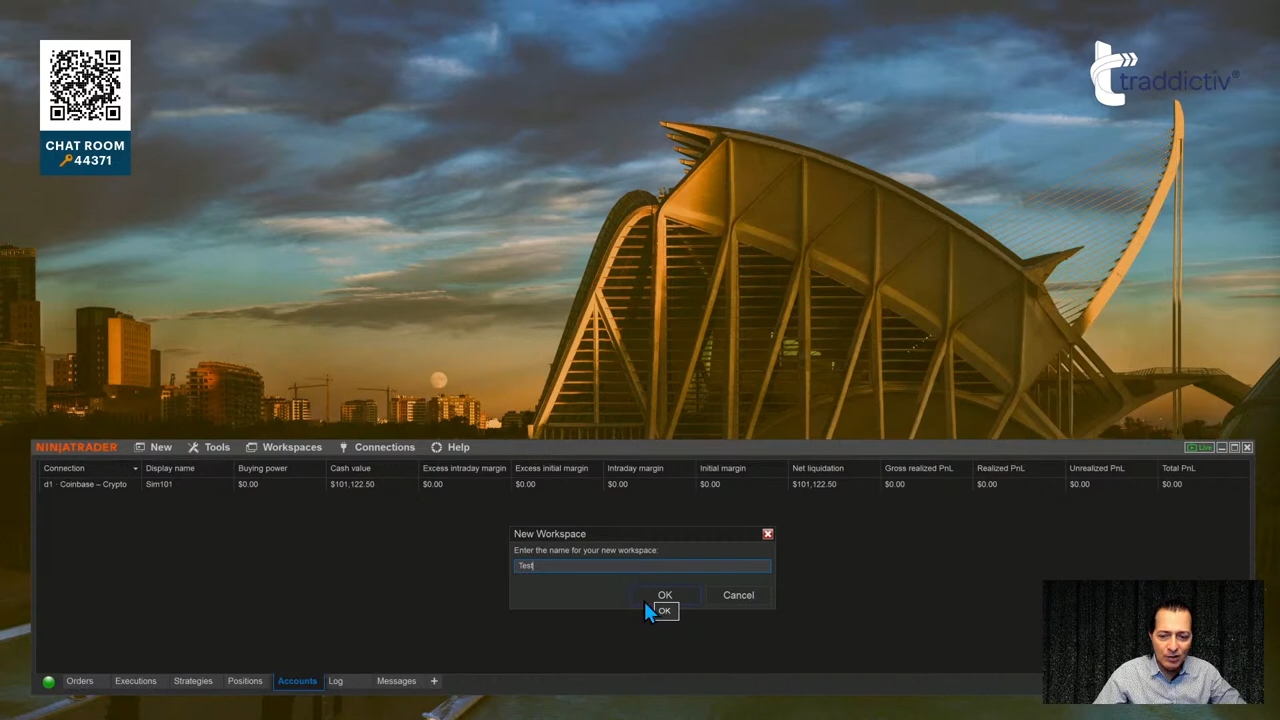 traddictiv®
CHAT ROOM
44371
NINJATRADER New Tools Workspaces Connections Help Live
Connection Display name Buying power Cash value Excess intraday margin Excess initial margin Intraday margin Initial margin Net liquidation Gross realized PnL Realized PnL Unrealized PnL Total PnL
d1 · Coinbase – Crypto Sim101 $0.00 $101,122.50 $0.00 $0.00 $0.00 $0.00 $101,122.50 $0.00 $0.00 $0.00 $0.00
New Workspace
Enter the name for your new workspace:
Test
OK Cancel
OK
Orders Executions Strategies Positions Accounts Log Messages +